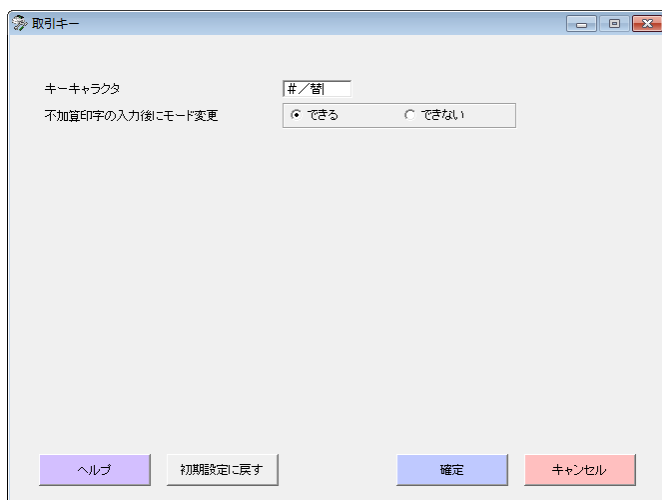 取引キー
キーキャラクタ #／替
不加算印字の入力後にモード変更 できる できない
ヘルプ 初期設定に戻す 確定 キャンセル